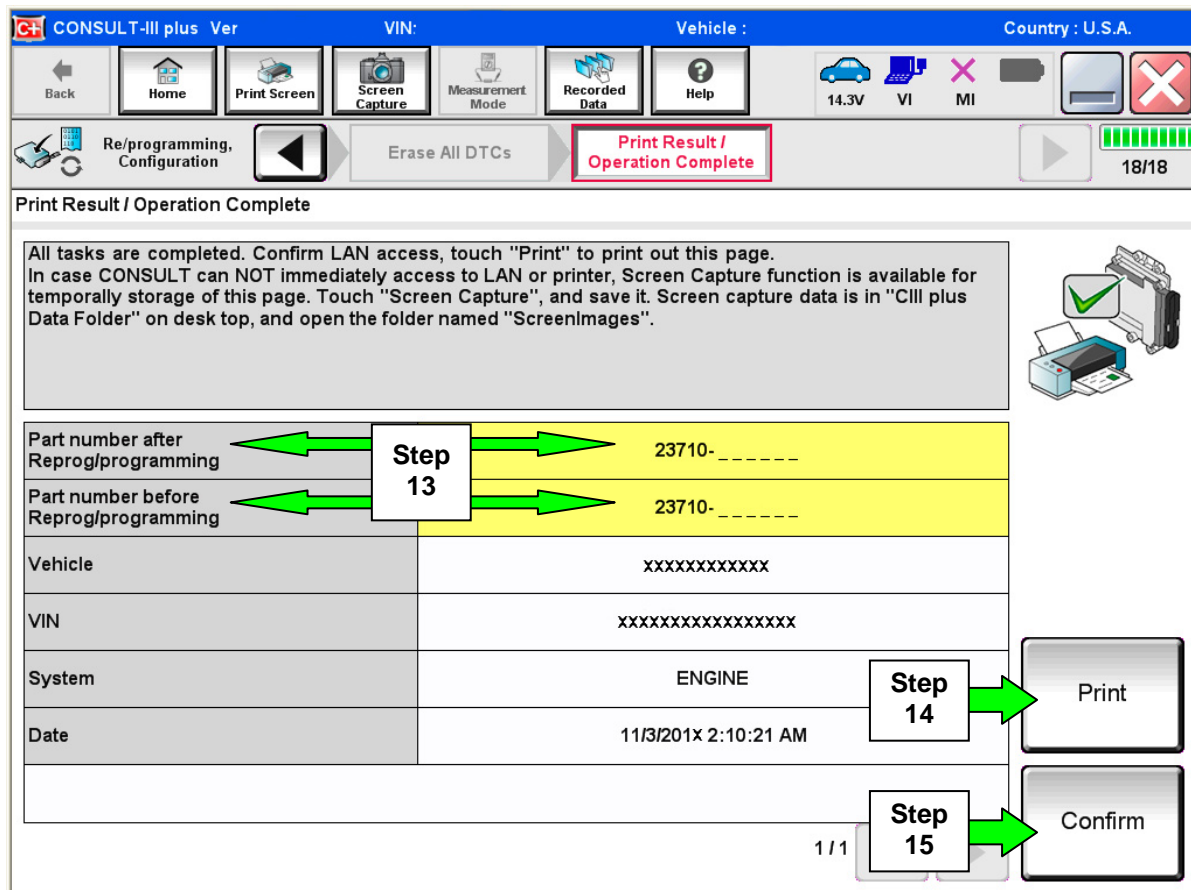 C+ CONSULT-III plus Ver VIN: Vehicle : Country : U.S.A.
Back
Home
Print Screen
Screen
Capture
Measurement
Mode
Recorded
Data
Help
14.3V VI MI
Re/programming,
Configuration
Erase All DTCs
Print Result /
Operation Complete
18/18
Print Result / Operation Complete
All tasks are completed. Confirm LAN access, touch "Print" to print out this page.
In case CONSULT can NOT immediately access to LAN or printer, Screen Capture function is available for
temporally storage of this page. Touch "Screen Capture", and save it. Screen capture data is in "CIII plus
Data Folder" on desk top, and open the folder named "ScreenImages".
Part number after
Reprog/programming
23710-_ _ _ _ _ _
Step
13
Part number before
Reprog/programming
23710-_ _ _ _ _ _
Vehicle
xxxxxxxxxxxx
VIN
xxxxxxxxxxxxxxxxx
System
ENGINE
Step
14
Print
Date
11/3/201X 2:10:21 AM
Step
15
Confirm
1/1